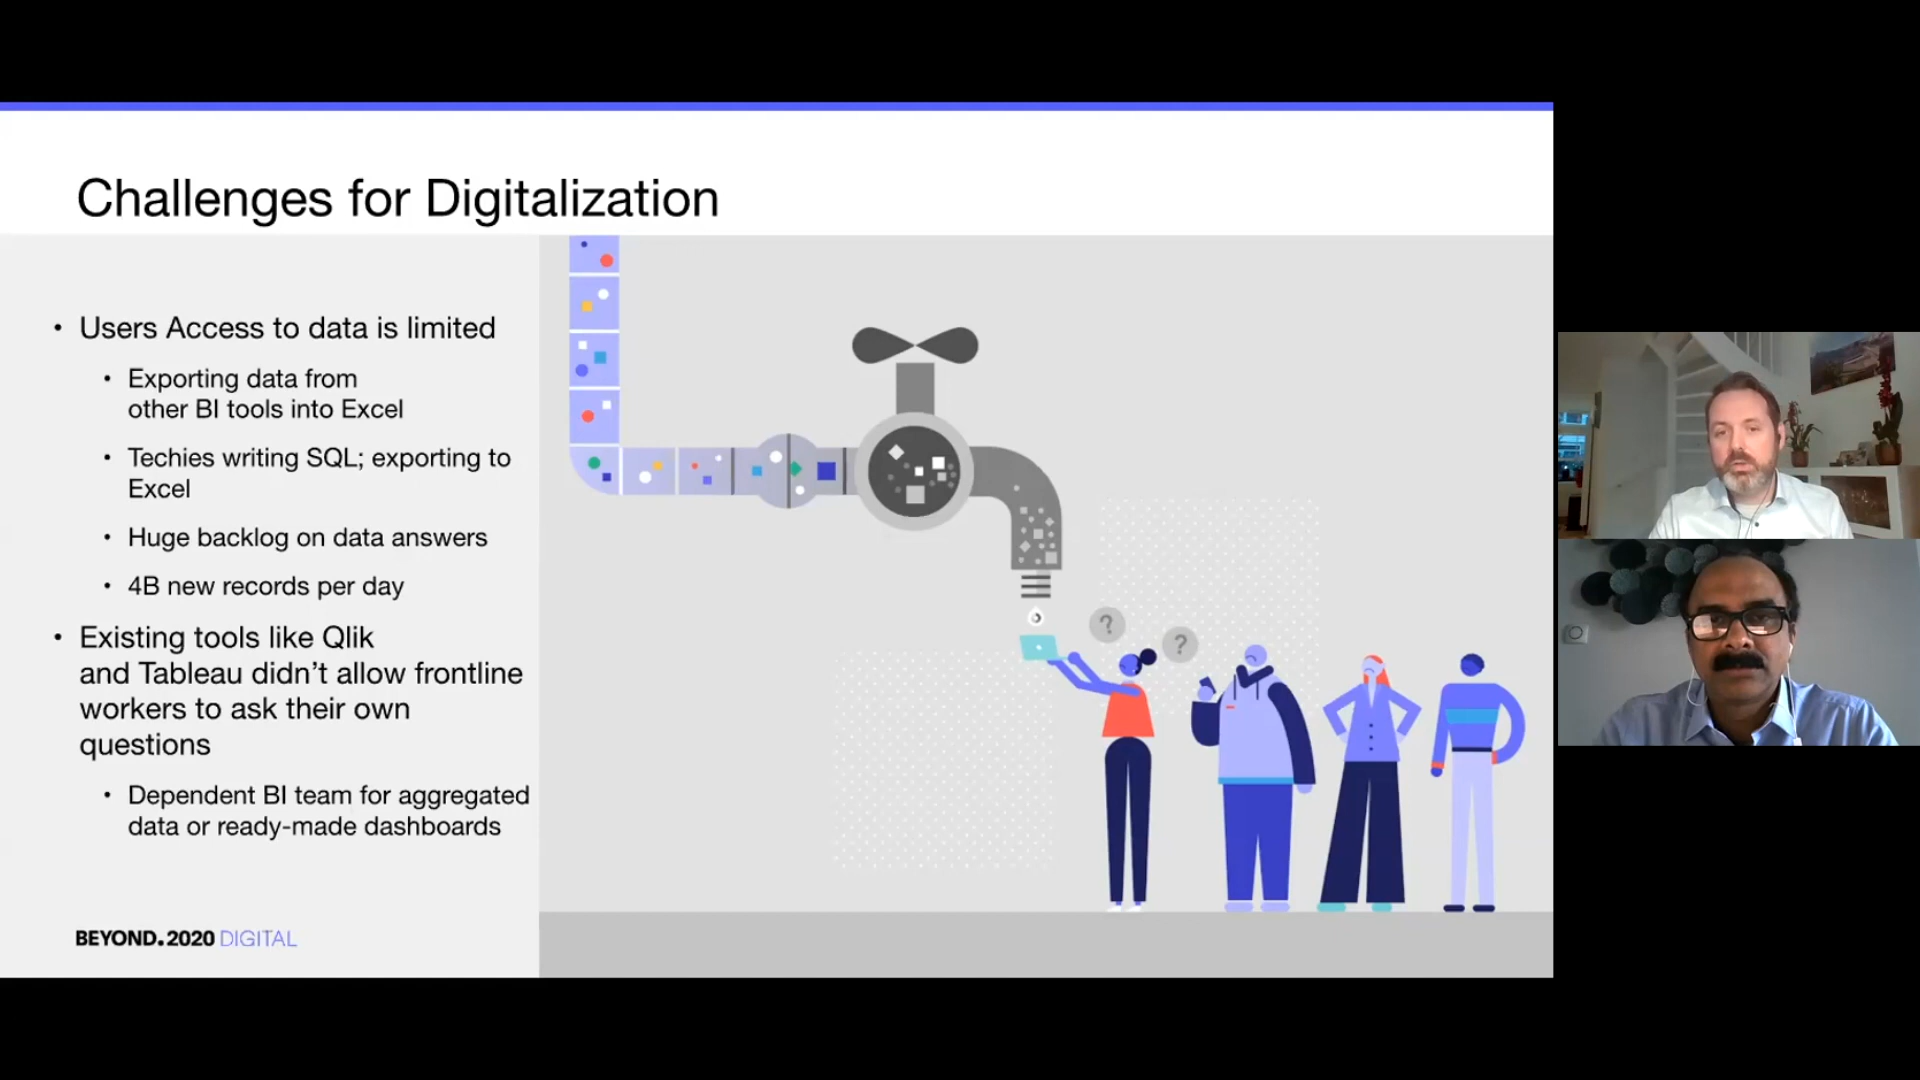 Challenges for Digitalization
• Users Access to data is limited
• Exporting data from
other BI tools into Excel
• Techies writing SQL; exporting to
Excel
• Huge backlog on data answers
• 4B new records per day
• Existing tools like Qlik
and Tableau didn’t allow frontline
workers to ask their own
questions
• Dependent BI team for aggregated
data or ready-made dashboards
? ?
BEYOND.2020 DIGITAL